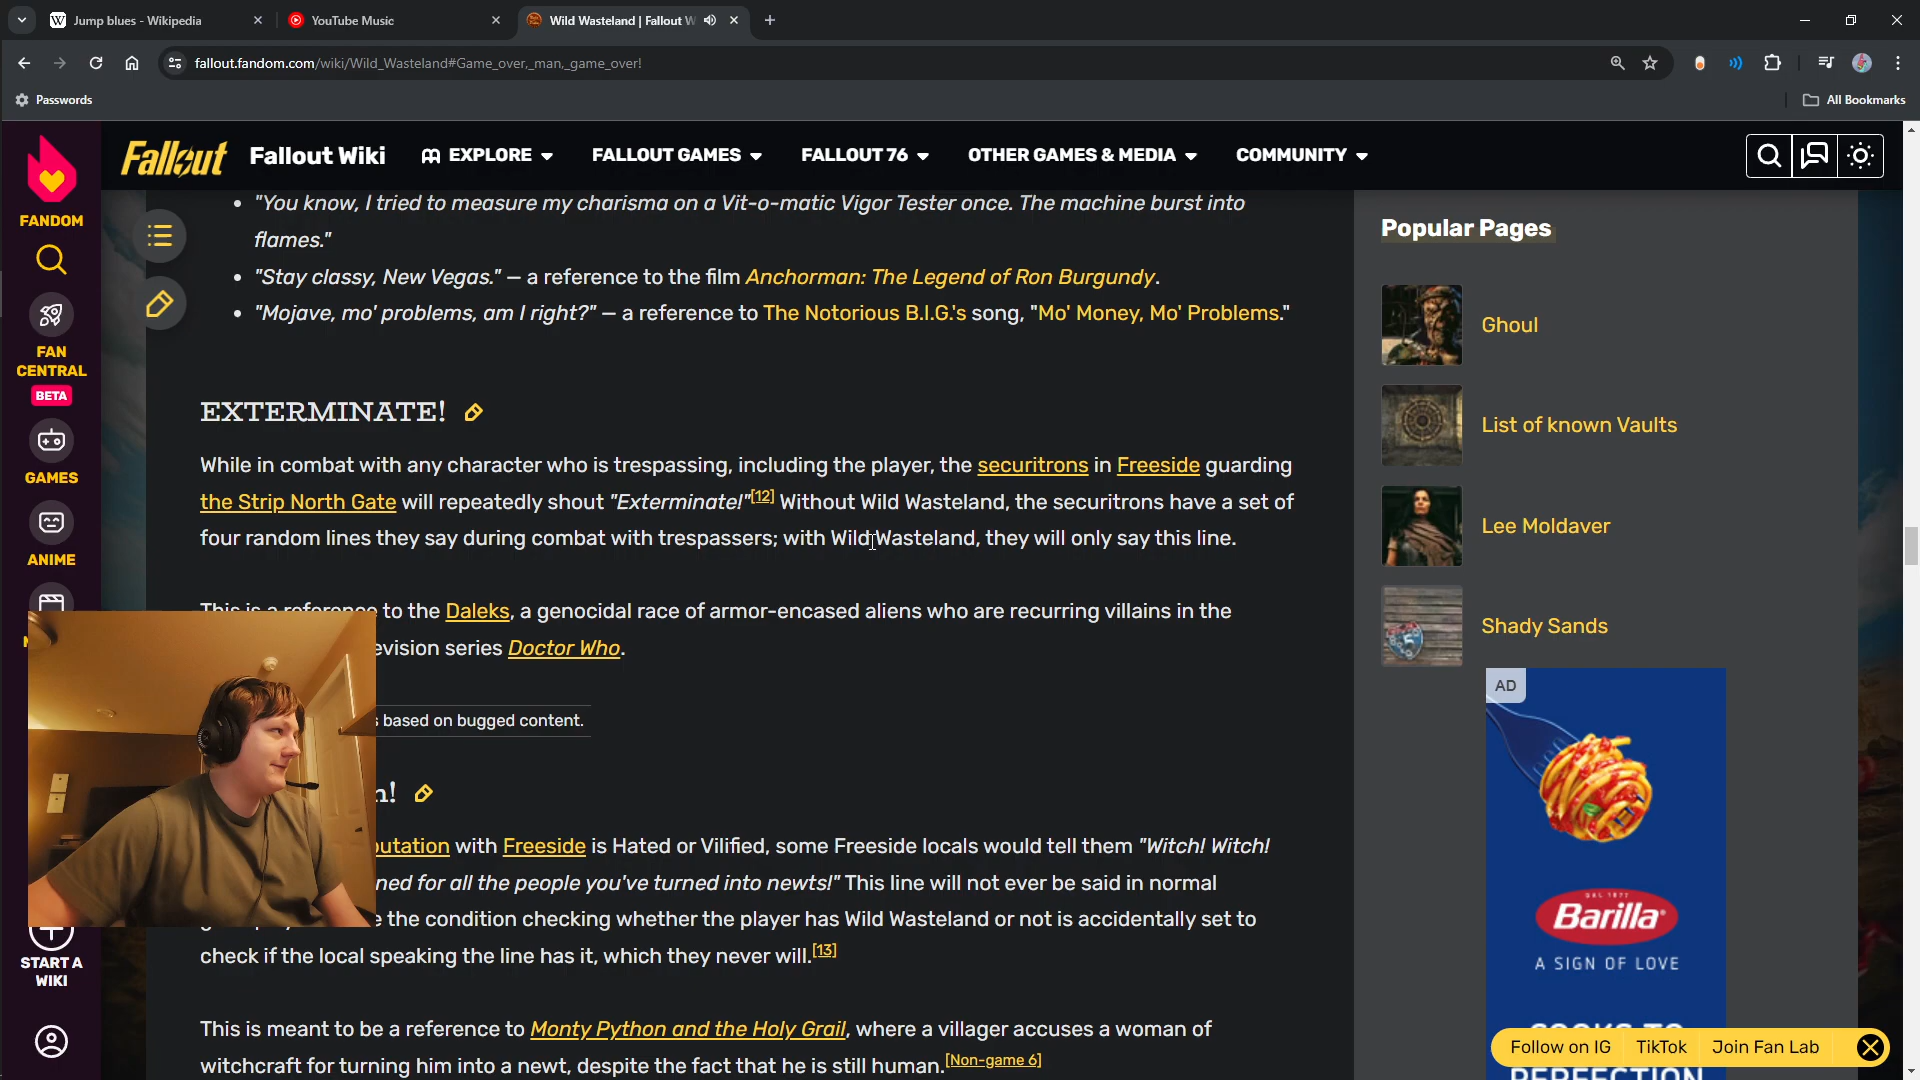 Jump blues - Wikipedia
YouTube Music
Wild Wasteland | Fallout W
fallout.fandom.com/wiki/Wild_Wasteland#Game_over,_man,_game_over!
Passwords
All Bookmarks
FANDOM
FAN CENTRAL
BETA
GAMES
ANIME
START A WIKI
Fallout
Fallout Wiki
EXPLORE
FALLOUT GAMES
FALLOUT 76
OTHER GAMES & MEDIA
COMMUNITY
• "You know, I tried to measure my charisma on a Vit-o-matic Vigor Tester once. The machine burst into
flames."
• "Stay classy, New Vegas." – a reference to the film Anchorman: The Legend of Ron Burgundy.
• "Mojave, mo' problems, am I right?" – a reference to The Notorious B.I.G.'s song, "Mo' Money, Mo' Problems."
EXTERMINATE!
While in combat with any character who is trespassing, including the player, the securitrons in Freeside guarding
the Strip North Gate will repeatedly shout "Exterminate!"[12] Without Wild Wasteland, the securitrons have a set of
four random lines they say during combat with trespassers; with Wild Wasteland, they will only say this line.
This is a reference to the Daleks, a genocidal race of armor-encased aliens who are recurring villains in the
evision series Doctor Who.
s based on bugged content.
n!
putation with Freeside is Hated or Vilified, some Freeside locals would tell them "Witch! Witch!
ned for all the people you've turned into newts!" This line will not ever be said in normal
e the condition checking whether the player has Wild Wasteland or not is accidentally set to
check if the local speaking the line has it, which they never will.[13]
This is meant to be a reference to Monty Python and the Holy Grail, where a villager accuses a woman of
witchcraft for turning him into a newt, despite the fact that he is still human.[Non-game 6]
Popular Pages
Ghoul
List of known Vaults
Lee Moldaver
Shady Sands
AD
Barilla
A SIGN OF LOVE
COOKS TO
PERFECTION
Follow on IG
TikTok
Join Fan Lab